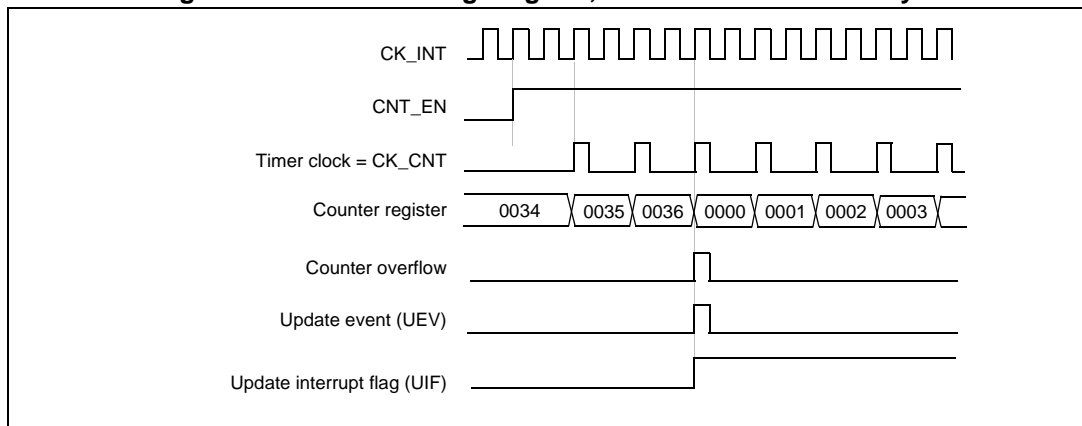 CK_INT
CNT_EN
Timer clock = CK_CNT
Counter register 0034 0035 0036 0000 0001 0002 0003
Counter overflow
Update event (UEV)
Update interrupt flag (UIF)